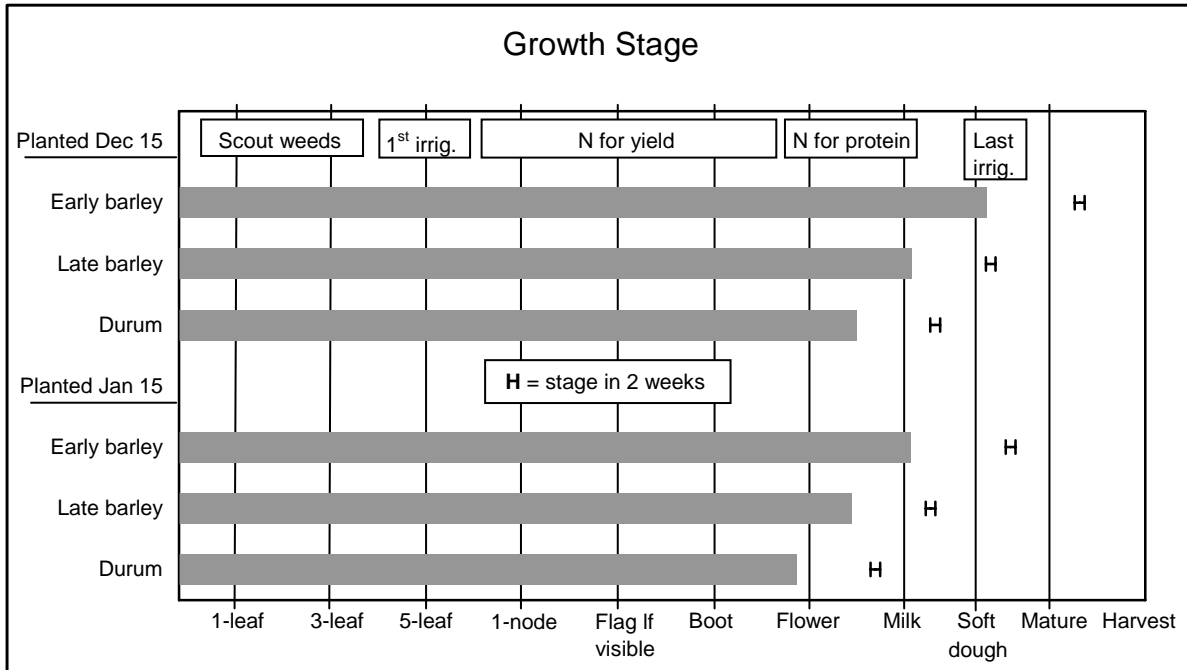 Growth Stage
Planted Dec 15
Scout weeds
1st irrig.
N for yield
N for protein
Last
irrig.
Early barley
H
Late barley
H
Durum
H
Planted Jan 15
H = stage in 2 weeks
Early barley
H
Late barley
H
Durum
H
1-leaf 3-leaf 5-leaf 1-node Flag lf Boot Flower Milk Soft Mature Harvest
visible dough